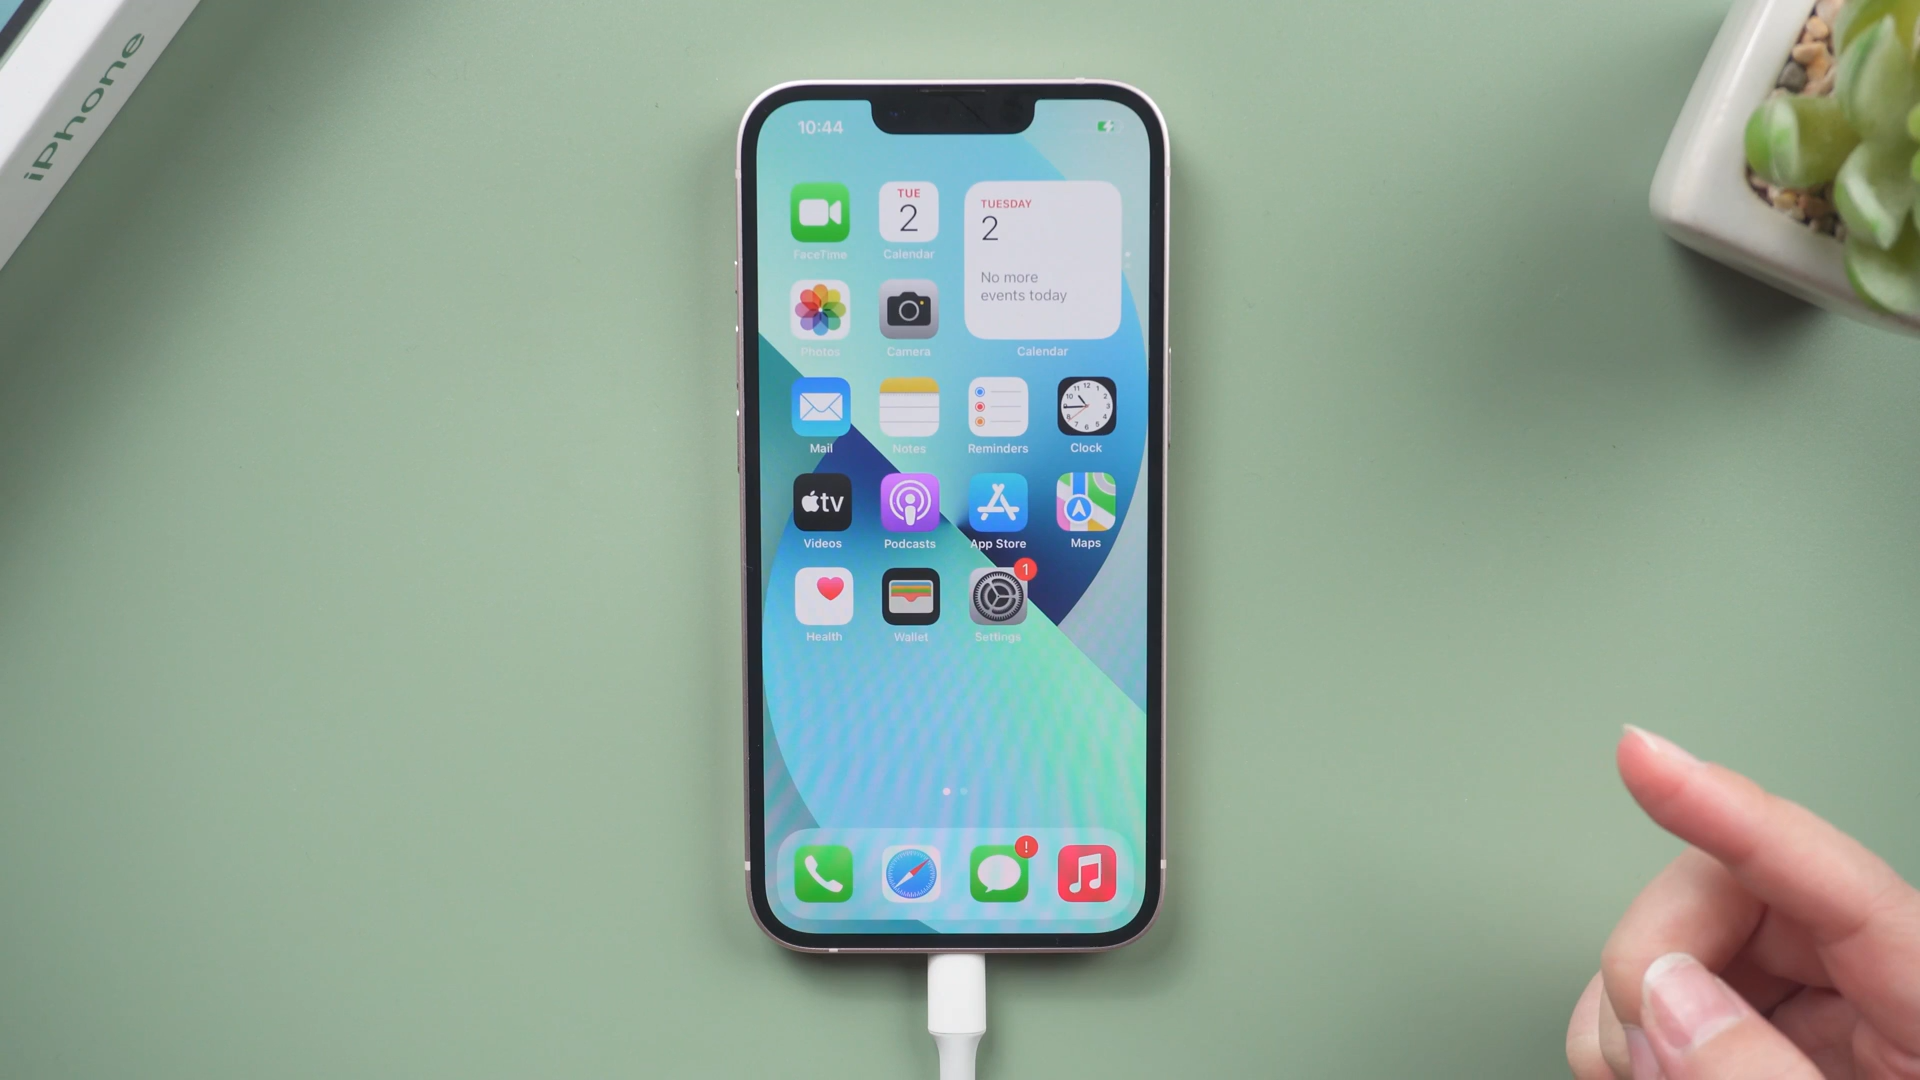 iPhone
10:44
TUE
2
TUESDAY
2
No more
events today
FaceTime
Calendar
Photos
Camera
Calendar
Mail
Notes
Reminders
Clock
tv
Videos
Podcasts
App Store
Maps
1
Health
Wallet
Settings
!